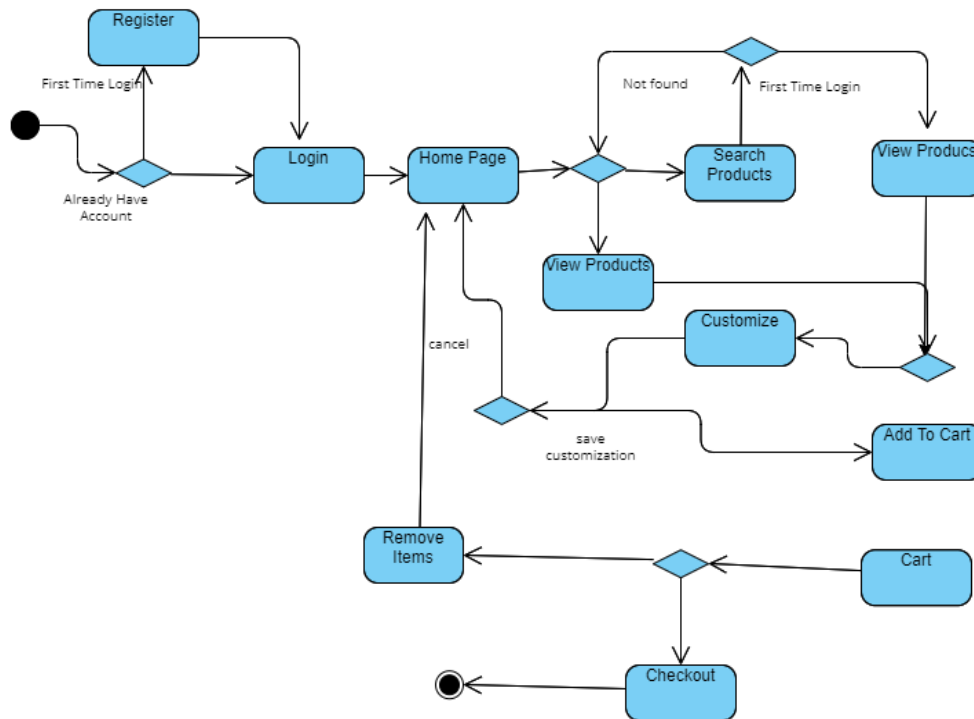 Register
First Time Login
Not found
First Time Login
Login
Home Page
Search
Products
View Producst
Already Have
Account
View Products
Customize
cancel
save
customization
Add To Cart
Remove
Items
Cart
Checkout